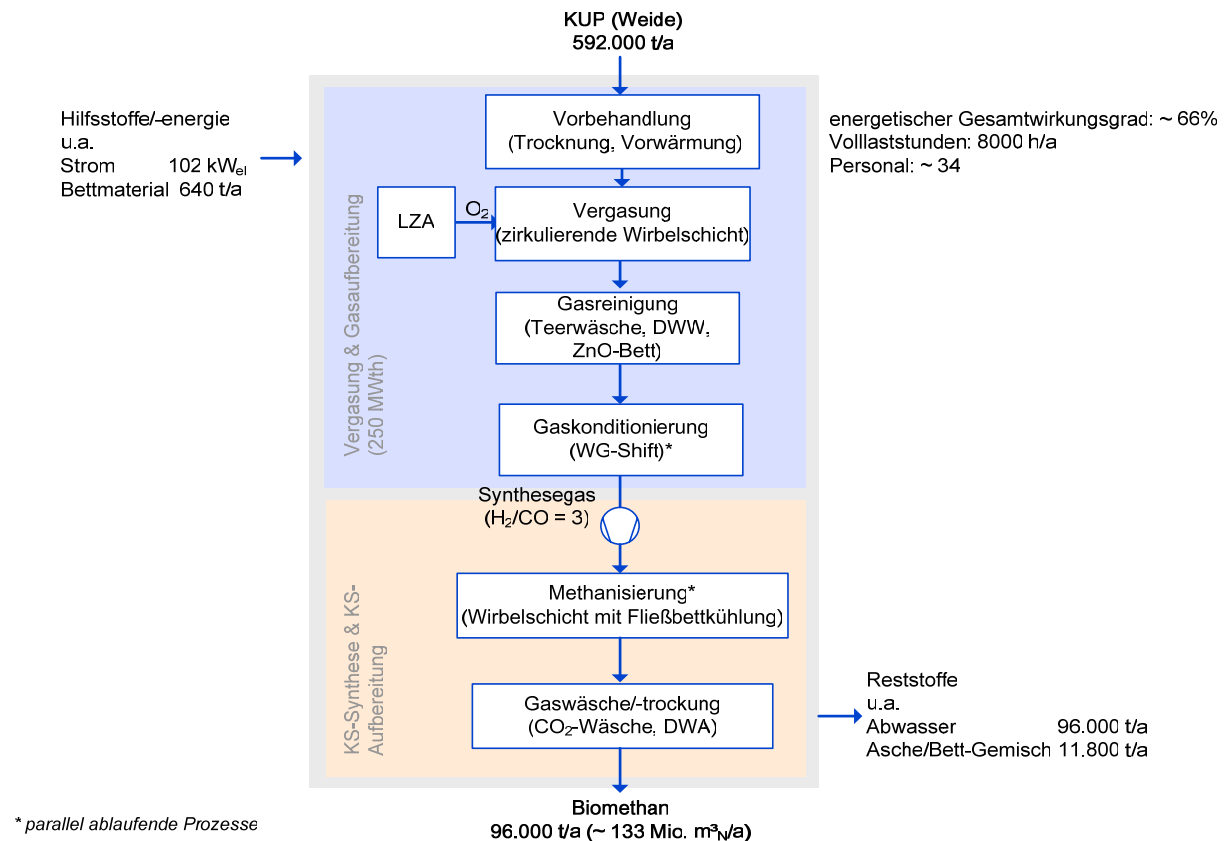 KUP (Weide)
592.000 t/a
Hilfsstoffe/-energie
u.a.
Strom 102 kWel
Bettmaterial 640 t/a
energetischer Gesamtwirkungsgrad: ~ 66%
Volllaststunden: 8000 h/a
Personal: ~ 34
Vergasung & Gasaufbereitung
(250 MWth)
Vorbehandlung
(Trocknung, Vorwärmung)
LZA
O2
Vergasung
(zirkulierende Wirbelschicht)
Gasreinigung
(Teerwäsche, DWW,
ZnO-Bett)
Gaskonditionierung
(WG-Shift)*
Synthesegas
(H2/CO = 3)
KS-Synthese & KS-
Aufbereitung
Methanisierung*
(Wirbelschicht mit Fließbettkühlung)
Gaswäsche/-trockung
(CO2-Wäsche, DWA)
Reststoffe
u.a.
Abwasser 96.000 t/a
Asche/Bett-Gemisch 11.800 t/a
Biomethan
96.000 t/a (~ 133 Mio. m³N/a)
* parallel ablaufende Prozesse